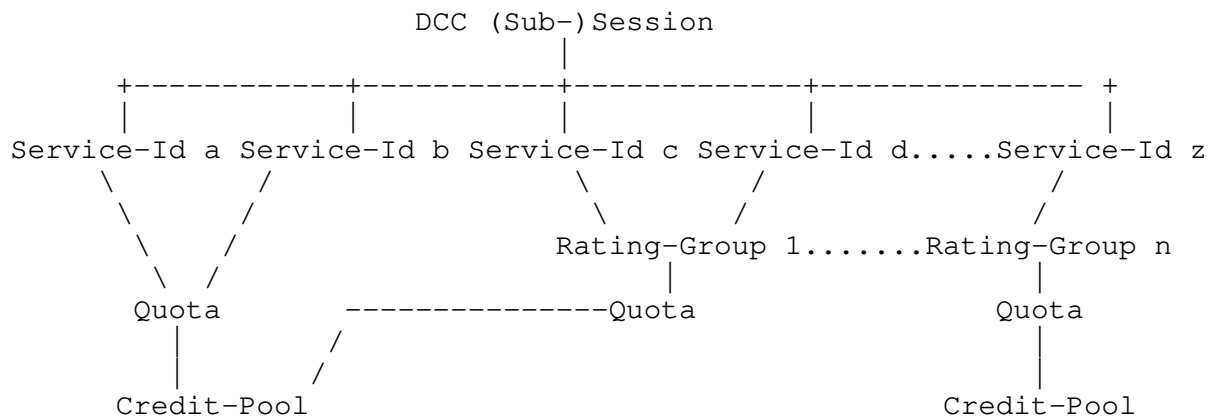 DCC (Sub-)Session
Service-Id a Service-Id b Service-Id c Service-Id d.....Service-Id z
Rating-Group 1.......Rating-Group n
Quota ---------------Quota Quota
Credit-Pool Credit-Pool